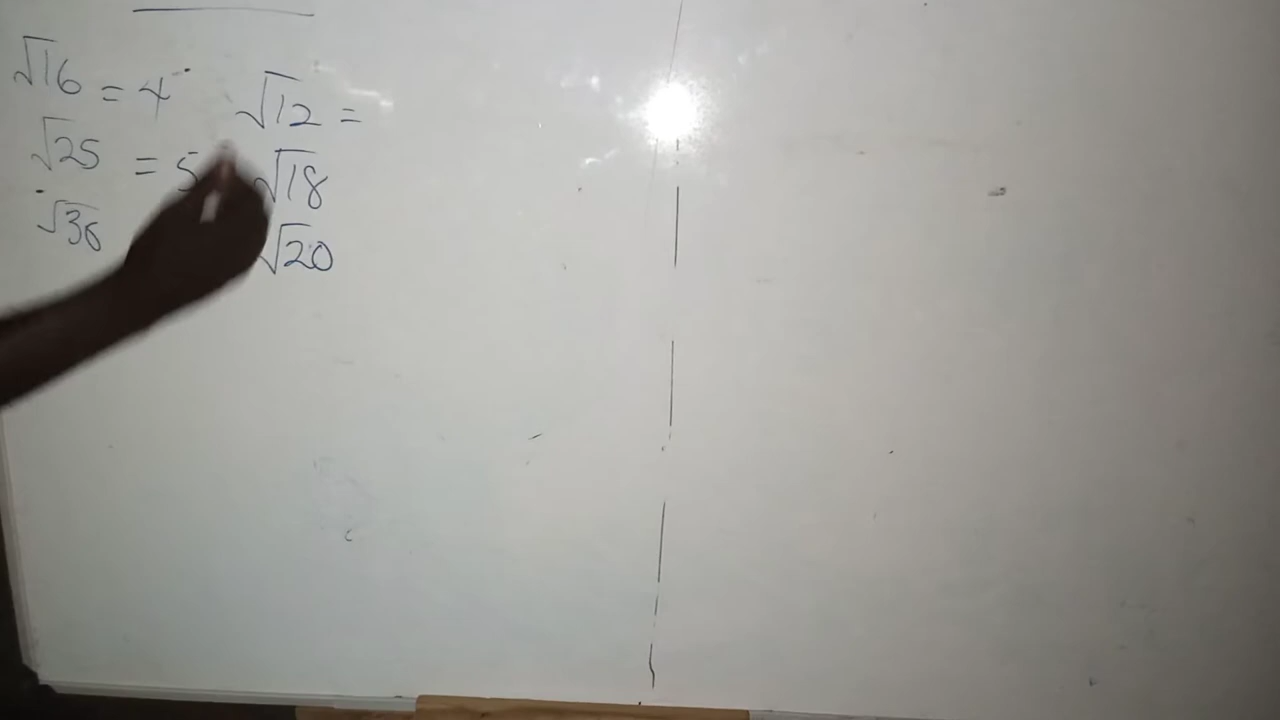 √16 = 4
√25 = 5
√36
√12 =
√18
√20